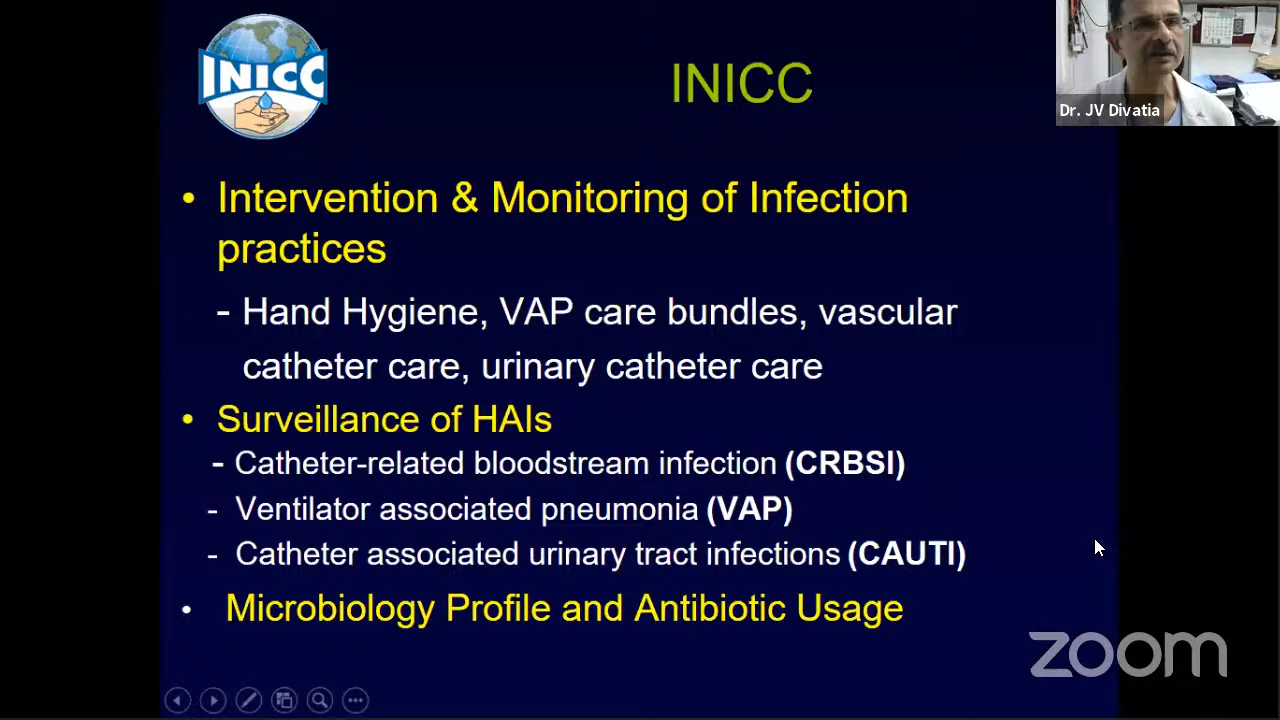 INICC
INICC
Dr. JV Divatia
• Intervention & Monitoring of Infection
practices
- Hand Hygiene, VAP care bundles, vascular
catheter care, urinary catheter care
• Surveillance of HAIs
- Catheter-related bloodstream infection (CRBSI)
- Ventilator associated pneumonia (VAP)
- Catheter associated urinary tract infections (CAUTI)
• Microbiology Profile and Antibiotic Usage
zoom